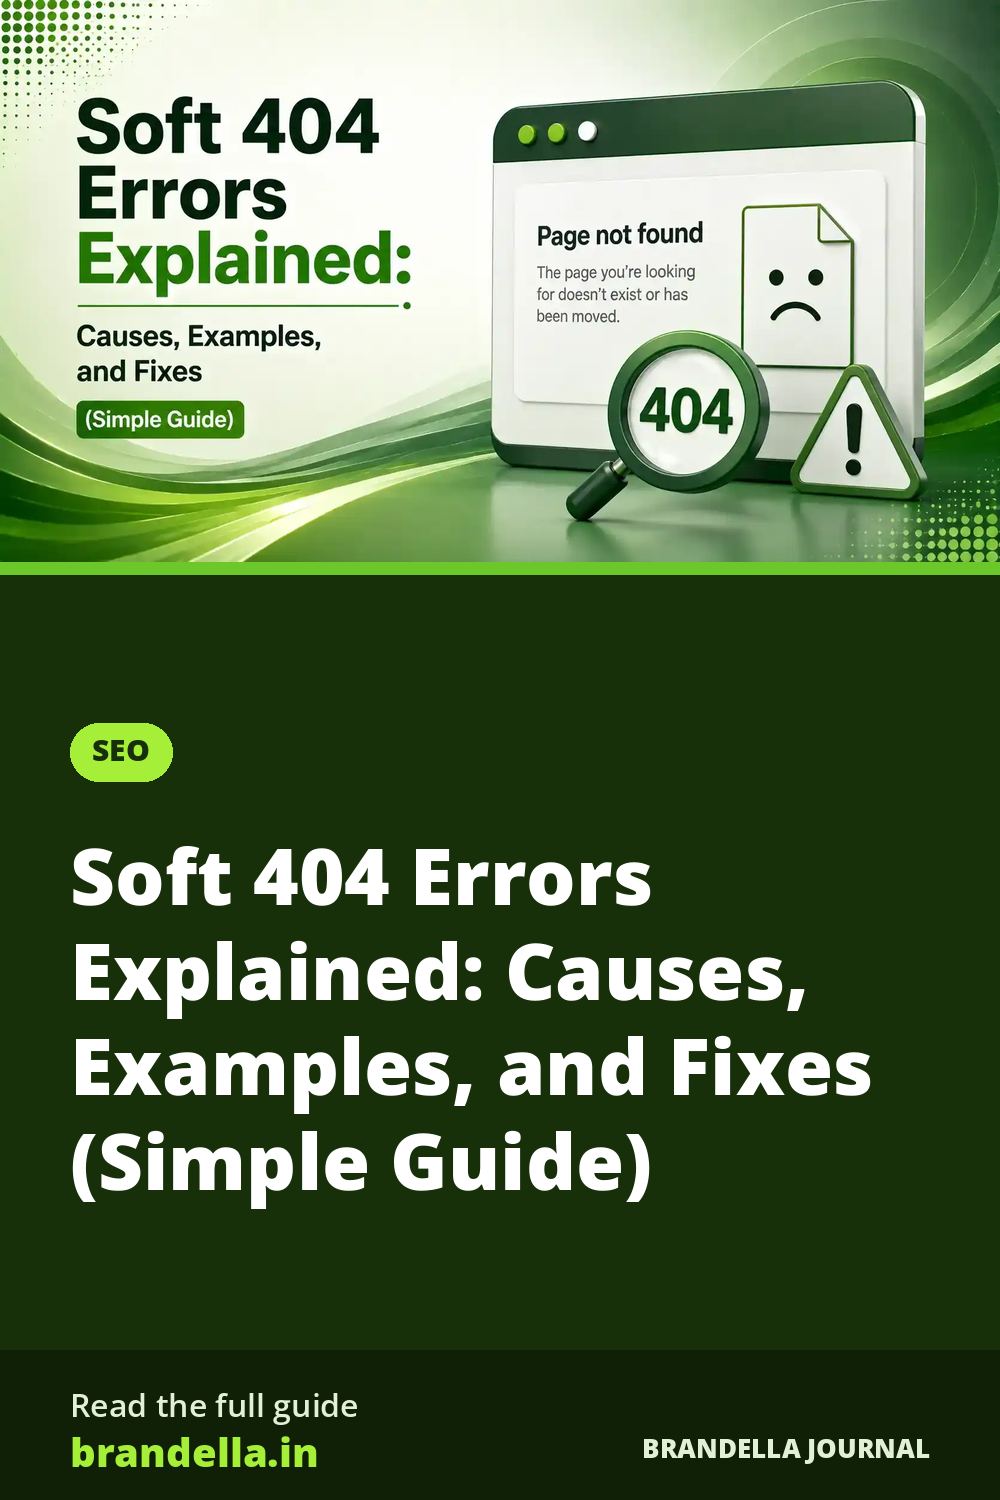 Soft 404
Errors
Explained:
Causes, Examples,
and Fixes
(Simple Guide)
Page not found
The page you're looking
for doesn't exist or has
been moved.
404
SEO
Soft 404 Errors
Explained: Causes,
Examples, and Fixes
(Simple Guide)
Read the full guide
brandella.in
BRANDELLA JOURNAL